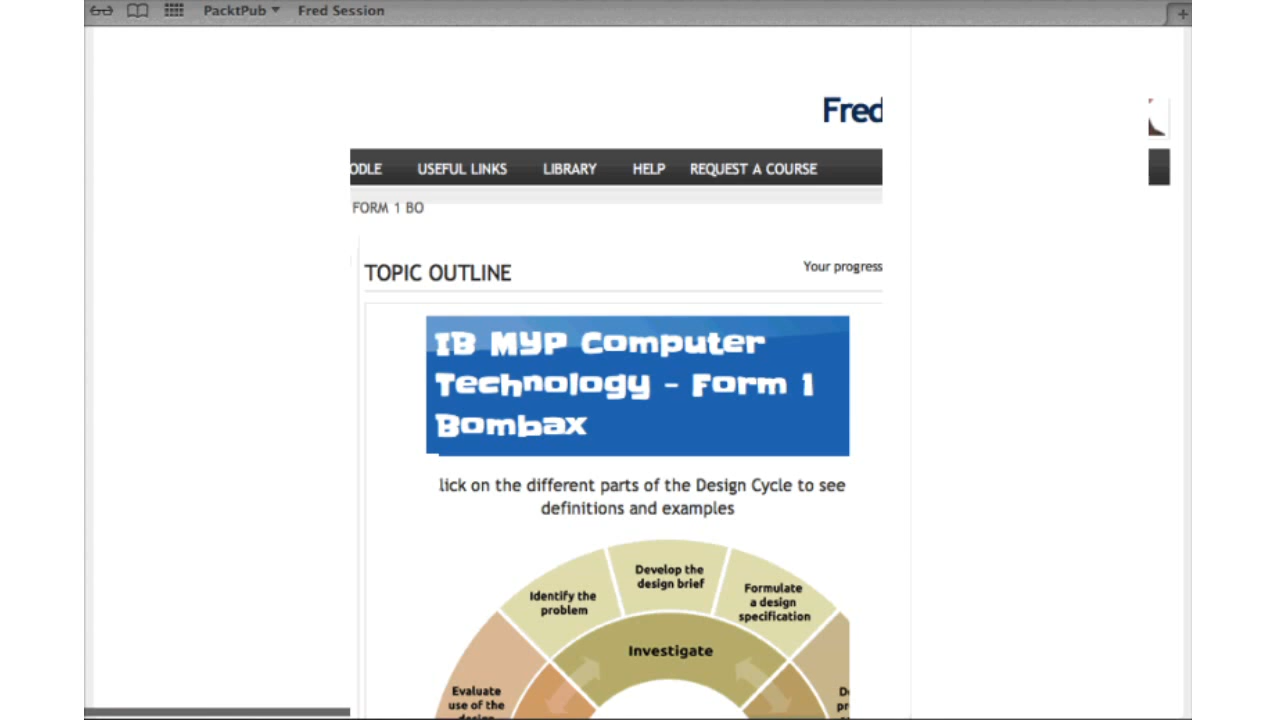 PacktPub Fred Session
Fred
USEFUL LINKS LIBRARY HELP REQUEST A COURSE
FORM 1 BO
TOPIC OUTLINE
Your progress
IB MYP Computer
Technology - Form 1
Bombax
lick on the different parts of the Design Cycle to see
definitions and examples
Develop the
design brief
Identify the
problem
Formulate
a design
specification
Investigate
Evaluate
use of the